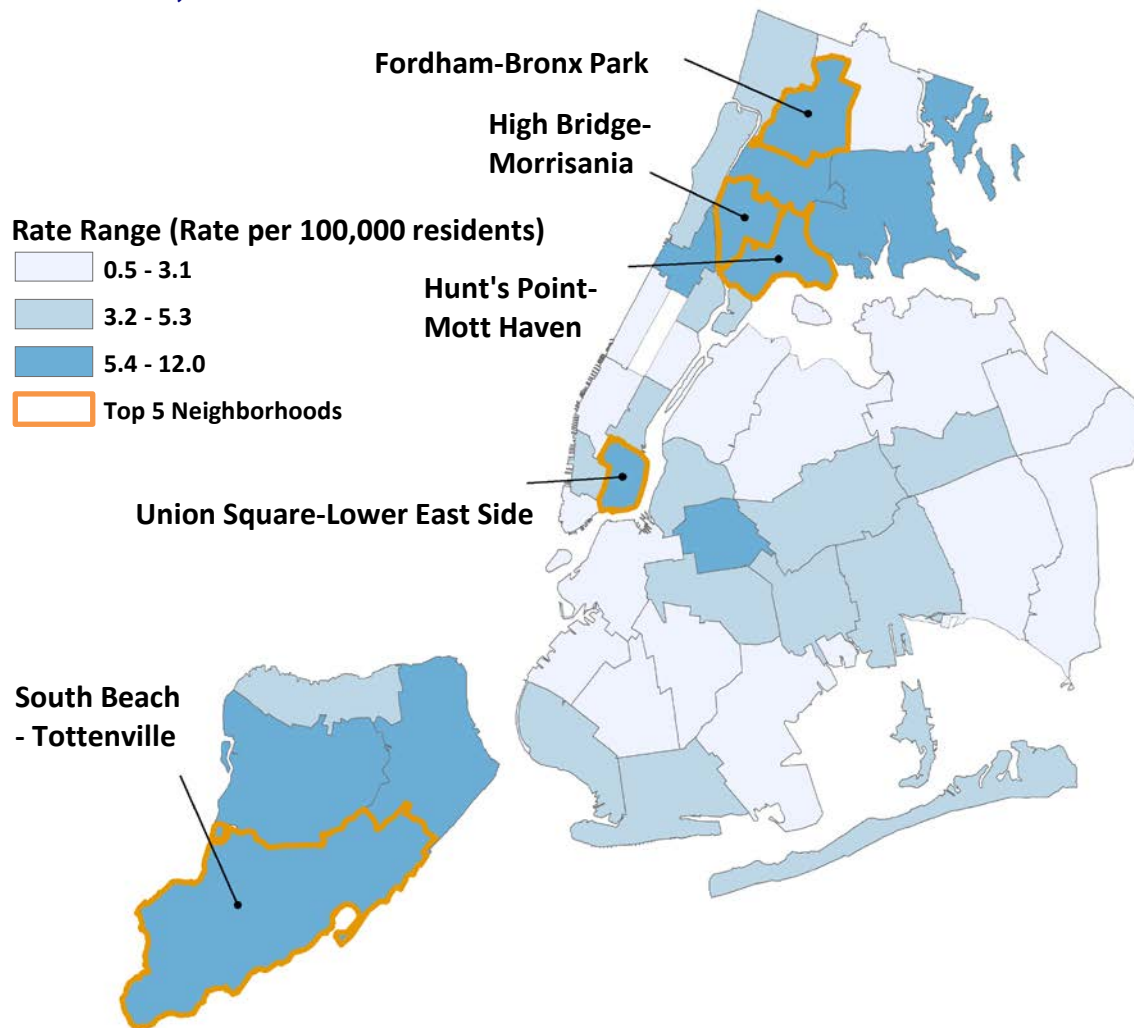 Fordham-Bronx Park
High Bridge-
Morrisania
Rate Range (Rate per 100,000 residents)
0.5 - 3.1
3.2 - 5.3
5.4 - 12.0
Top 5 Neighborhoods
Hunt's Point-
Mott Haven
Union Square-Lower East Side
South Beach
- Tottenville